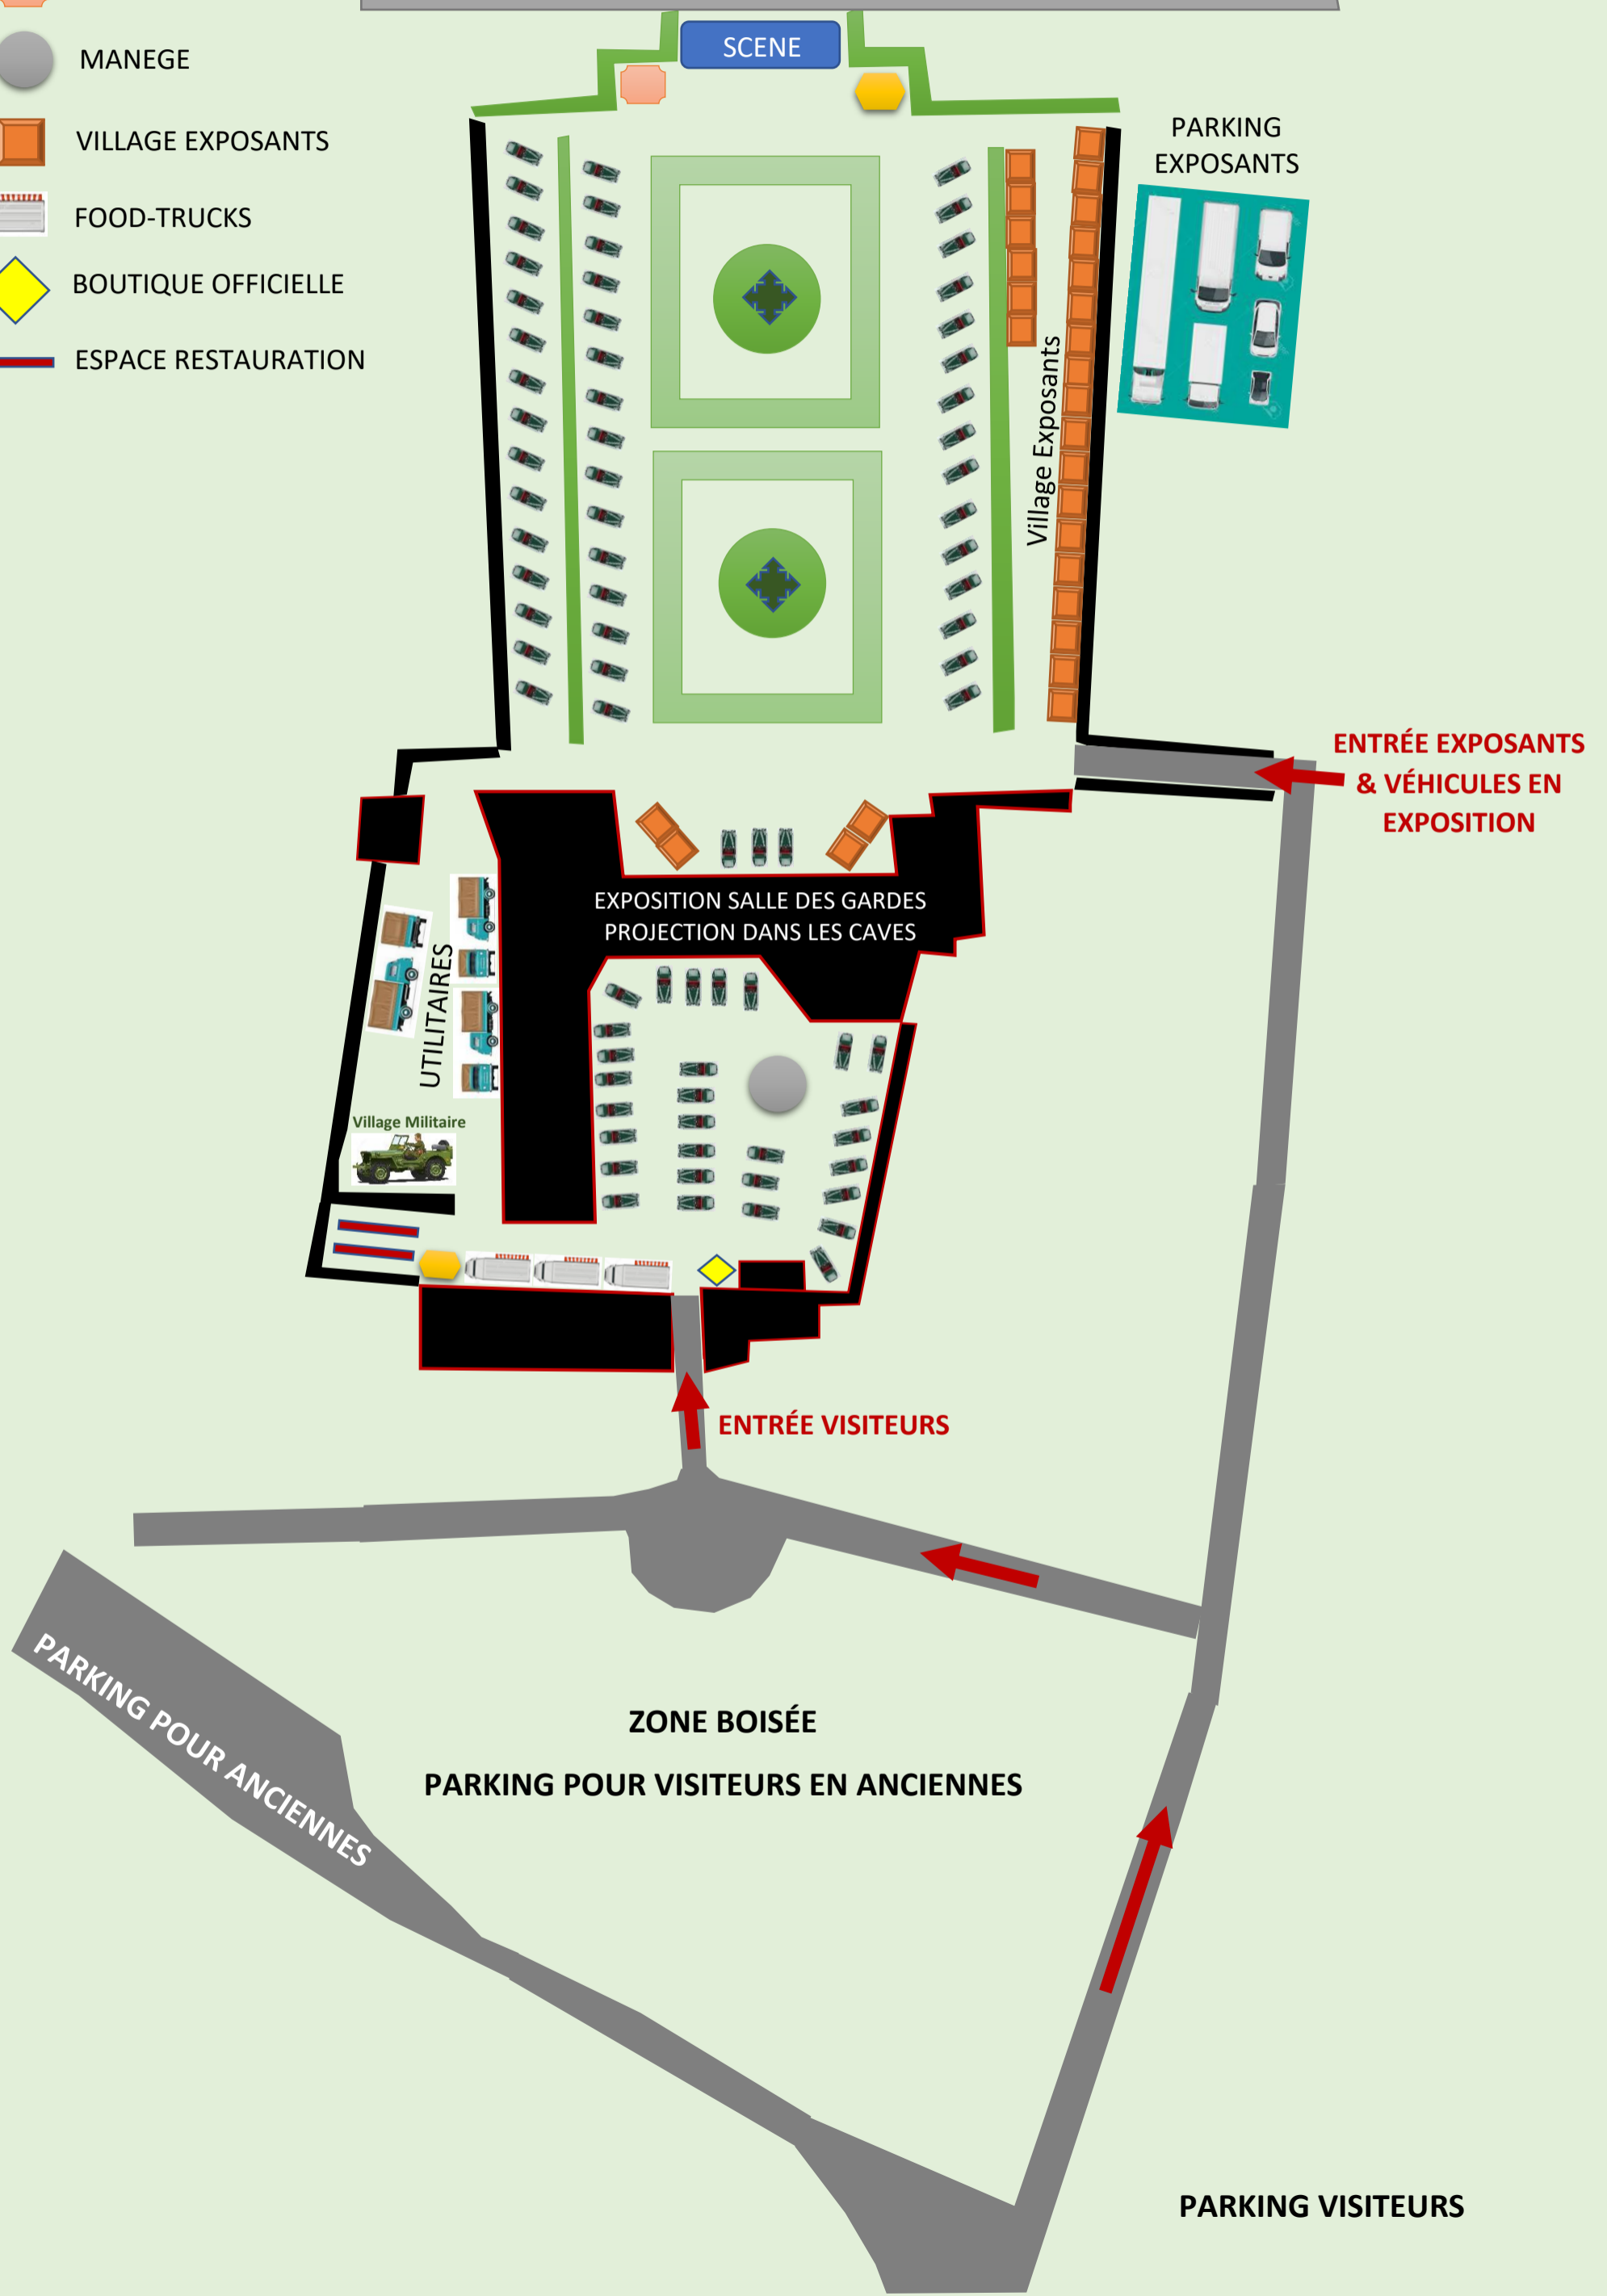 SCENE
MANEGE
VILLAGE EXPOSANTS
FOOD-TRUCKS
BOUTIQUE OFFICIELLE
ESPACE RESTAURATION
PARKING
EXPOSANTS
Village Exposants
ENTRÉE EXPOSANTS
& VÉHICULES EN
EXPOSITION
EXPOSITION SALLE DES GARDES
PROJECTION DANS LES CAVES
UTILITAIRES
Village Militaire
ENTRÉE VISITEURS
PARKING POUR ANCIENNES
ZONE BOISÉE
PARKING POUR VISITEURS EN ANCIENNES
PARKING VISITEURS